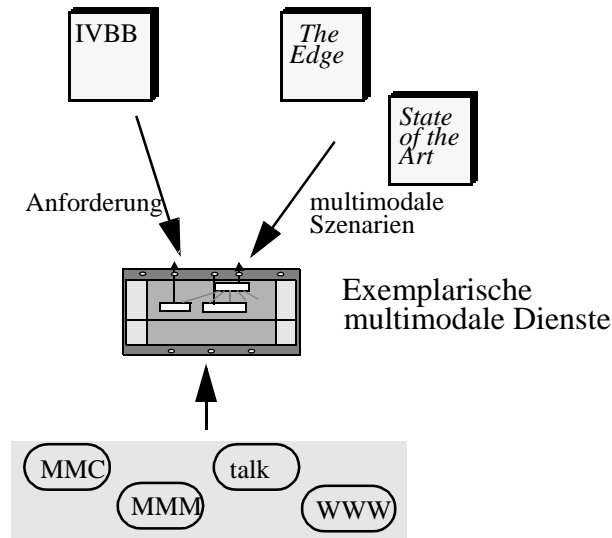 IVBB
The
Edge
State
of the
Art
Anforderung
multimodale
Szenarien
Exemplarische
multimodale Dienste
MMC
talk
MMM
WWW